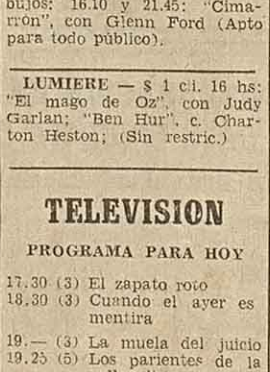 bujos; 16.10 y 21.45: "Cima-
rrón", con Glenn Ford (Apto
para todo público).
LUMIERE — $ 1 c|i. 16 hs:
"El mago de Oz", con Judy
Garlan; "Ben Hur", c. Char-
ton Heston; (Sin restric.)
TELEVISION
PROGRAMA PARA HOY
17.30 (3) El zapato roto
18.30 (3) Cuando el ayer es
mentira
19.— (3) La muela del juicio
19.25 (5) Los parientes de la